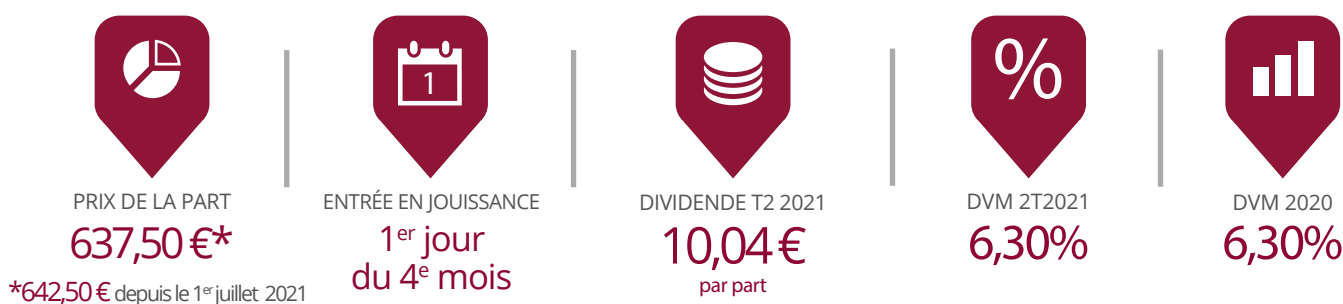 1
%
PRIX DE LA PART
637,50 €*
*642,50 € depuis le 1er juillet 2021
ENTRÉE EN JOUISSANCE
1er jour
du 4e mois
DIVIDENDE T2 2021
10,04 €
par part
DVM 2T2021
6,30%
DVM 2020
6,30%